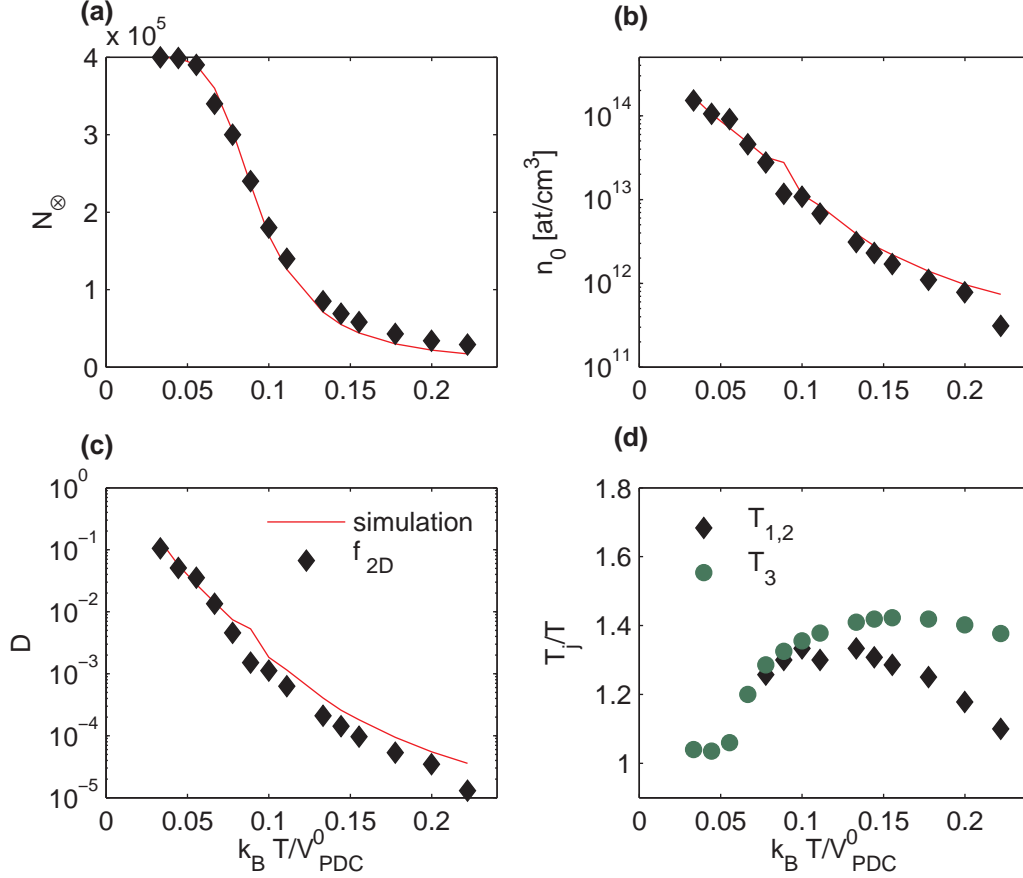 (a)
x 10^5
4
3
2
1
0
N_⊗
0 0.05 0.1 0.15 0.2
(b)
10^14
10^13
10^12
10^11
n_0 [at/cm^3]
0 0.05 0.1 0.15 0.2
(c)
10^0
10^−1
10^−2
10^−3
10^−4
10^−5
D
simulation
f_2D
0 0.05 0.1 0.15 0.2
k_B T/V^0_PDC
(d)
1.8
1.6
1.4
1.2
1
T_j/T
T_1,2
T_3
0 0.05 0.1 0.15 0.2
k_B T/V^0_PDC